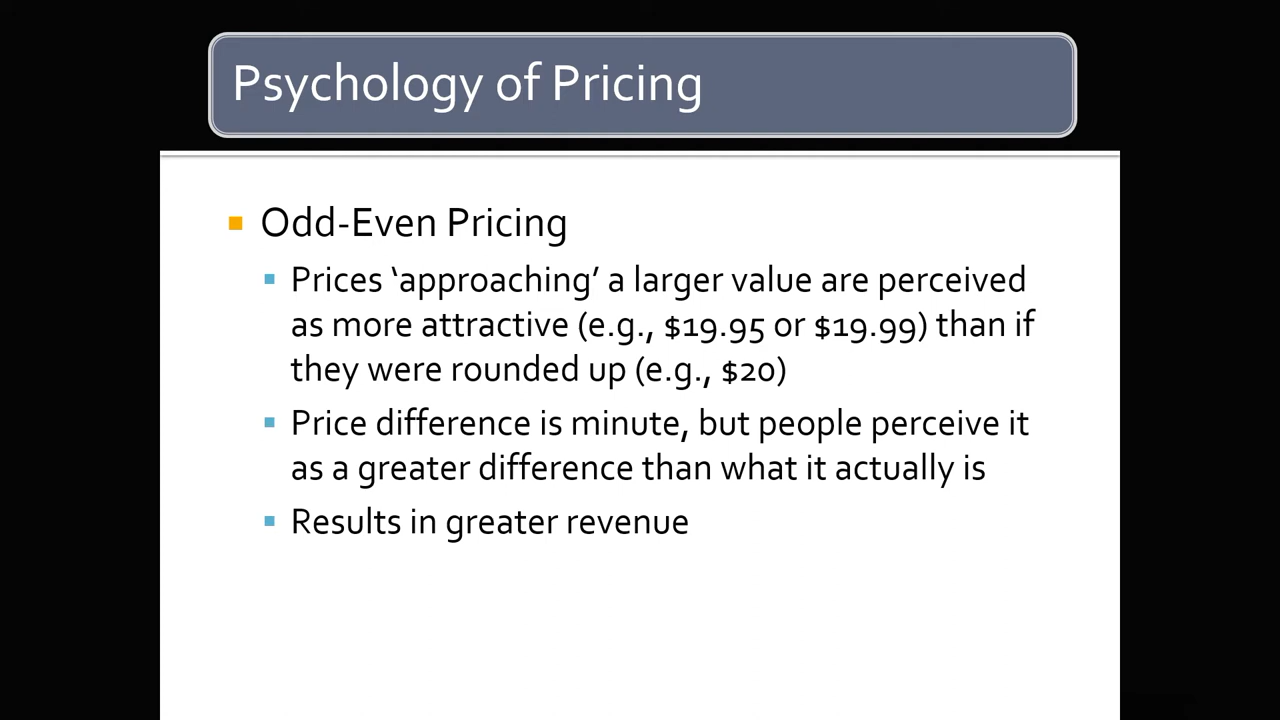 Psychology of Pricing
Odd-Even Pricing
Prices ‘approaching’ a larger value are perceived
as more attractive (e.g., $19.95 or $19.99) than if
they were rounded up (e.g., $20)
Price difference is minute, but people perceive it
as a greater difference than what it actually is
Results in greater revenue